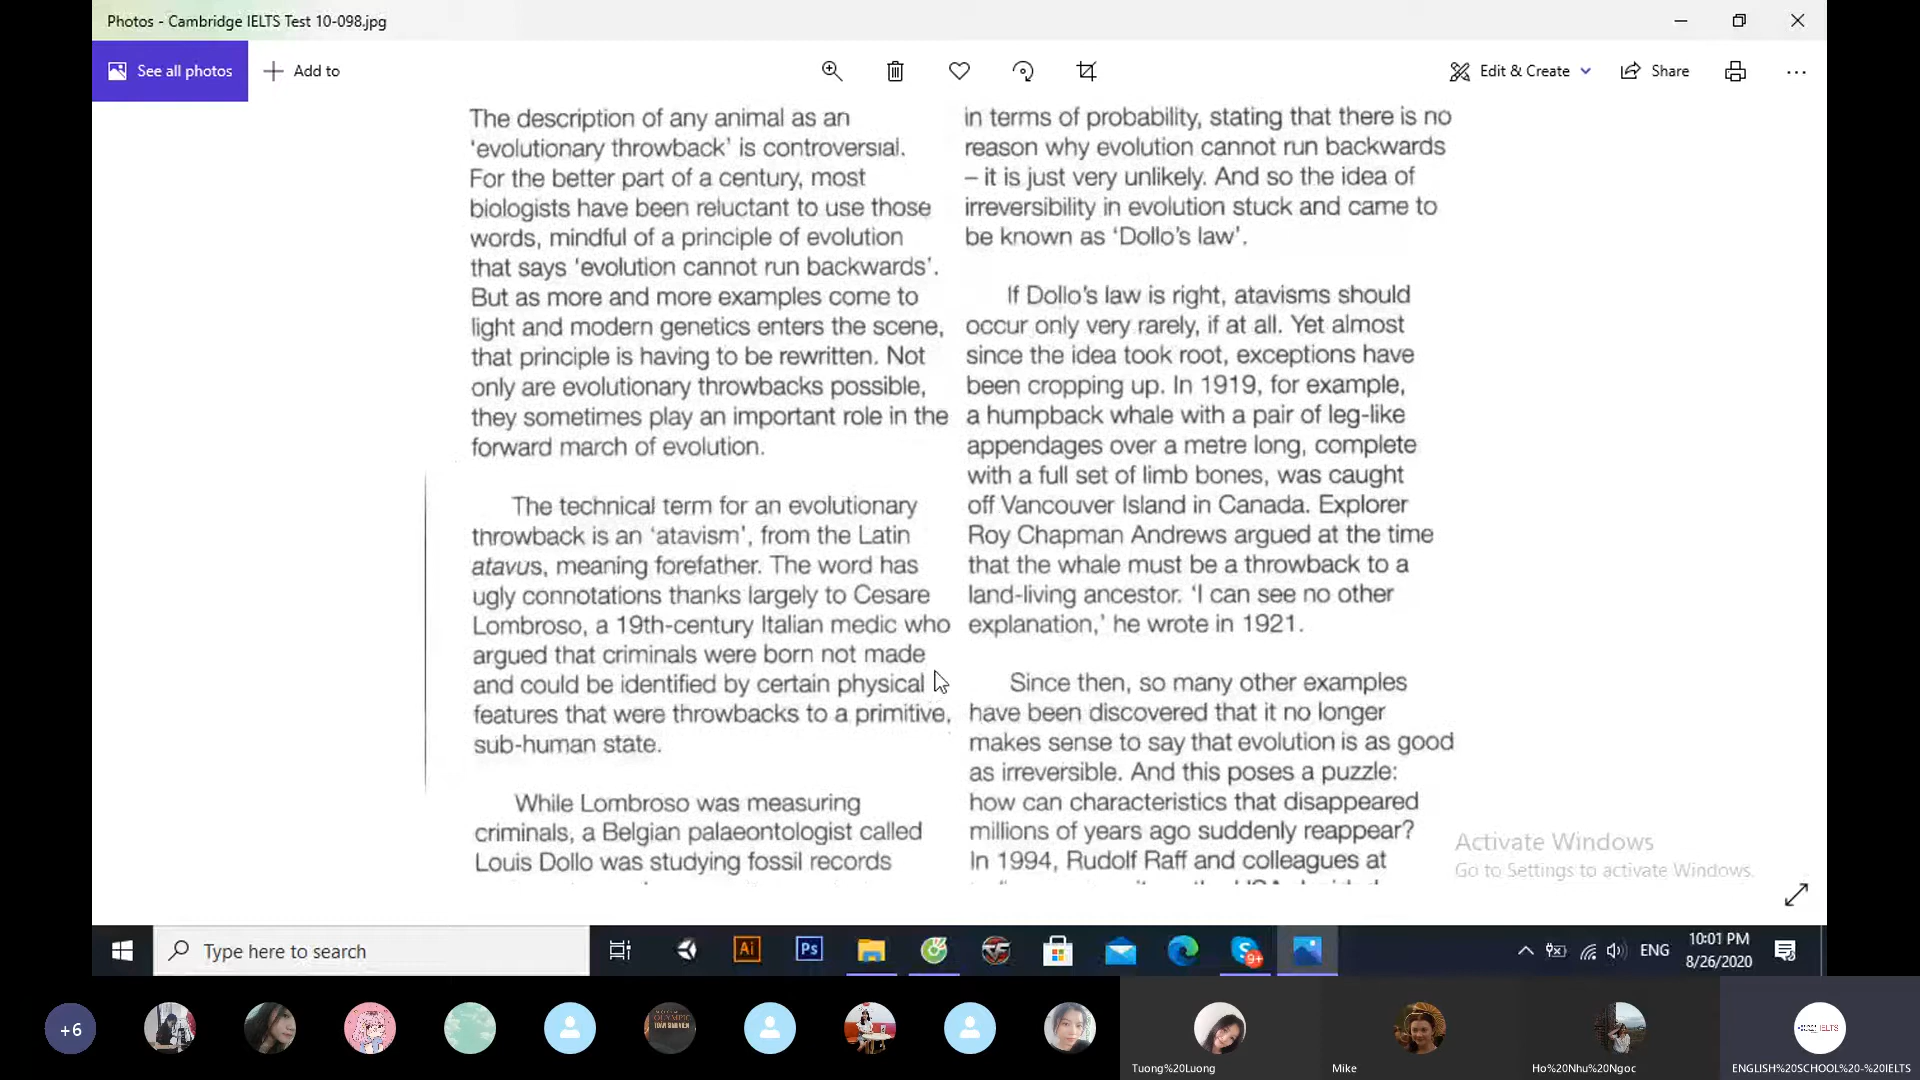 Photos - Cambridge IELTS Test 10-098.jpg
See all photos
Add to
Edit & Create
Share
The description of any animal as an
‘evolutionary throwback’ is controversial.
For the better part of a century, most
biologists have been reluctant to use those
words, mindful of a principle of evolution
that says ‘evolution cannot run backwards’.
But as more and more examples come to
light and modern genetics enters the scene,
that principle is having to be rewritten. Not
only are evolutionary throwbacks possible,
they sometimes play an important role in the
forward march of evolution.
The technical term for an evolutionary
throwback is an ‘atavism’, from the Latin
atavus, meaning forefather. The word has
ugly connotations thanks largely to Cesare
Lombroso, a 19th-century Italian medic who
argued that criminals were born not made
and could be identified by certain physical
features that were throwbacks to a primitive,
sub-human state.
While Lombroso was measuring
criminals, a Belgian palaeontologist called
Louis Dollo was studying fossil records
in terms of probability, stating that there is no
reason why evolution cannot run backwards
– it is just very unlikely. And so the idea of
irreversibility in evolution stuck and came to
be known as ‘Dollo’s law’.
If Dollo’s law is right, atavisms should
occur only very rarely, if at all. Yet almost
since the idea took root, exceptions have
been cropping up. In 1919, for example,
a humpback whale with a pair of leg-like
appendages over a metre long, complete
with a full set of limb bones, was caught
off Vancouver Island in Canada. Explorer
Roy Chapman Andrews argued at the time
that the whale must be a throwback to a
land-living ancestor. ‘I can see no other
explanation,’ he wrote in 1921.
Since then, so many other examples
have been discovered that it no longer
makes sense to say that evolution is as good
as irreversible. And this poses a puzzle:
how can characteristics that disappeared
millions of years ago suddenly reappear?
In 1994, Rudolf Raff and colleagues at
Activate Windows
Go to Settings to activate Windows.
Type here to search
Ai
Ps
S
9+
ENG
10:01 PM
8/26/2020
+6
Tuong%20Luong
Mike
Ho%20Nhu%20Ngoc
ENGLISH%20SCHOOL%20-%20IELTS